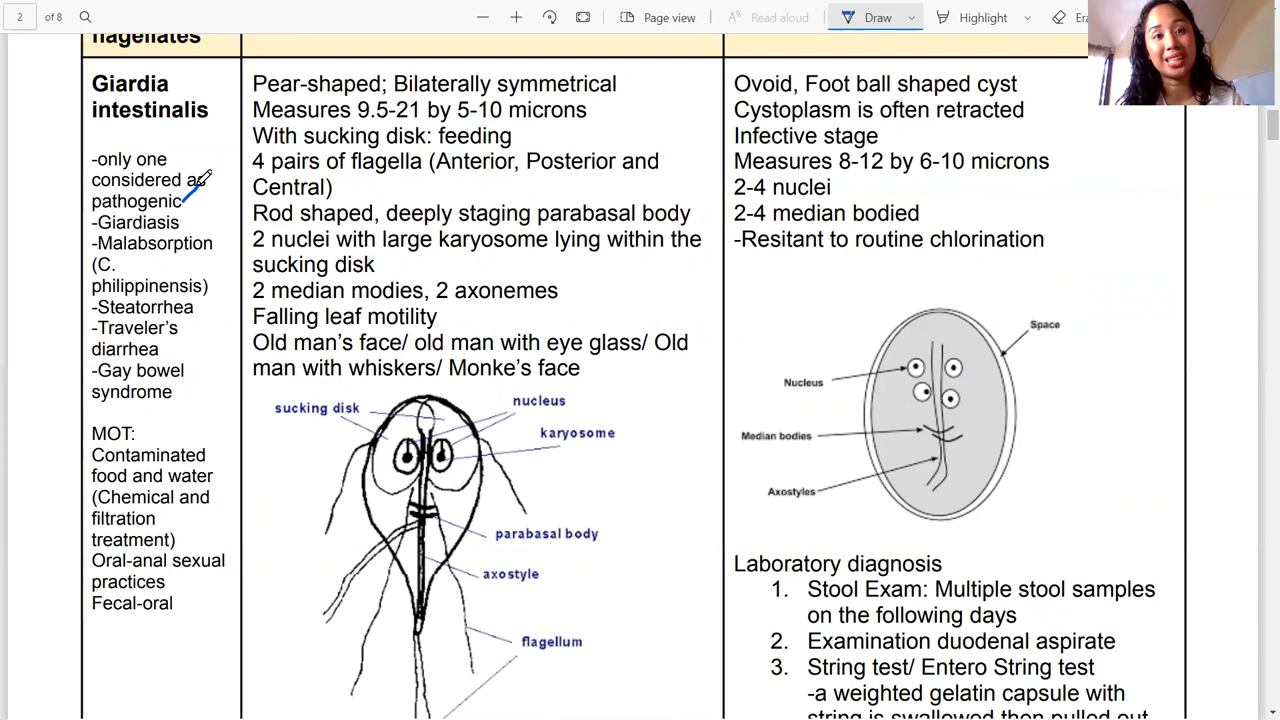 2
of 8
Page view
Read aloud
Draw
Highlight
flagellates
Giardia
intestinalis
-only one
considered as
pathogenic
-Giardiasis
-Malabsorption
(C.
philippinensis)
-Steatorrhea
-Traveler's
diarrhea
-Gay bowel
syndrome
MOT:
Contaminated
food and water
(Chemical and
filtration
treatment)
Oral-anal sexual
practices
Fecal-oral
Pear-shaped; Bilaterally symmetrical
Measures 9.5-21 by 5-10 microns
With sucking disk: feeding
4 pairs of flagella (Anterior, Posterior and
Central)
Rod shaped, deeply staging parabasal body
2 nuclei with large karyosome lying within the
sucking disk
2 median modies, 2 axonemes
Falling leaf motility
Old man's face/ old man with eye glass/ Old
man with whiskers/ Monke's face
sucking disk
nucleus
karyosome
parabasal body
axostyle
flagellum
Ovoid, Foot ball shaped cyst
Cystoplasm is often retracted
Infective stage
Measures 8-12 by 6-10 microns
2-4 nuclei
2-4 median bodied
-Resitant to routine chlorination
Space
Nucleus
Median bodies
Axostyles
Laboratory diagnosis
1. Stool Exam: Multiple stool samples
on the following days
2. Examination duodenal aspirate
3. String test/ Entero String test
-a weighted gelatin capsule with
string is swallowed then pulled out